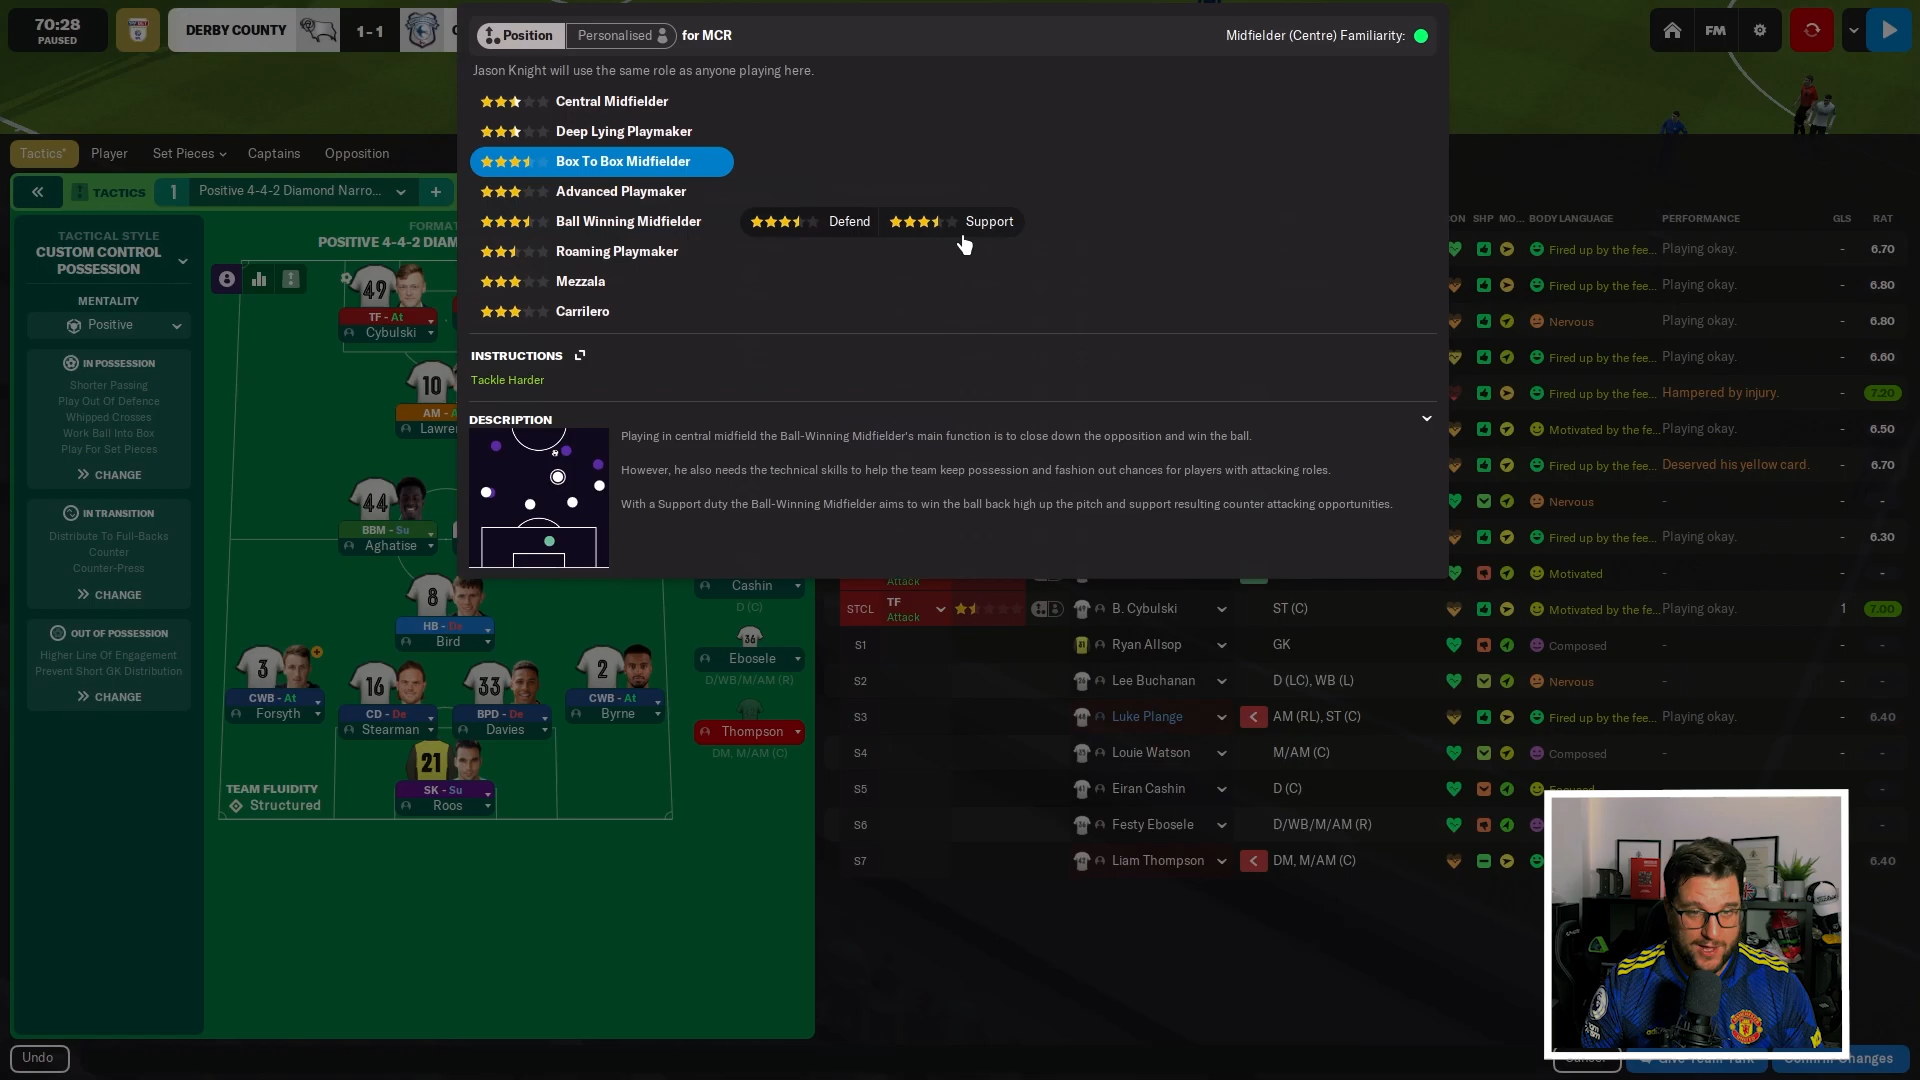 70:28
PAUSED
DERBY COUNTY
1 - 1
Position
Personalised
for MCR
Midfielder (Centre) Familiarity:
FM
Jason Knight will use the same role as anyone playing here.
Central Midfielder
Deep Lying Playmaker
Box To Box Midfielder
Advanced Playmaker
Ball Winning Midfielder
Defend
Support
Roaming Playmaker
Mezzala
Carrilero
INSTRUCTIONS
Tackle Harder
DESCRIPTION
Playing in central midfield the Ball-Winning Midfielder's main function is to close down the opposition and win the ball.
However, he also needs the technical skills to help the team keep possession and fashion out chances for players with attacking roles.
With a Support duty the Ball-Winning Midfielder aims to win the ball back high up the pitch and support resulting counter attacking opportunities.
Tactics*
Player
Set Pieces
Captains
Opposition
TACTICS
1
Positive 4-4-2 Diamond Narro...
TACTICAL STYLE
CUSTOM CONTROL
POSSESSION
MENTALITY
Positive
IN POSSESSION
Shorter Passing
Play Out Of Defence
Whipped Crosses
Work Ball Into Box
Play For Set Pieces
CHANGE
IN TRANSITION
Distribute To Full-Backs
Counter
Counter-Press
CHANGE
OUT OF POSSESSION
Higher Line Of Engagement
Prevent Short GK Distribution
CHANGE
POSITIVE 4-4-2 DIAM
49
TF - At
Cybulski
10
AM -
Lawre
44
BBM - Su
Aghatise
8
HB - De
Bird
3
CWB - At
Forsyth
16
CD - De
Stearman
33
BPD - De
Davies
2
CWB - At
Byrne
21
SK - Su
Roos
TEAM FLUIDITY
Structured
Cashin
D (C)
36
Ebosele
D/WB/M/AM (R)
Thompson
DM, M/AM (C)
SHP
MO...
BODY LANGUAGE
PERFORMANCE
GLS
RAT
Fired up by the fee...
Playing okay.
-
6.70
Fired up by the fee...
Playing okay.
-
6.80
Nervous
Playing okay.
-
6.80
Fired up by the fee...
Playing okay.
-
6.60
Fired up by the fee...
Hampered by injury.
-
7.20
Motivated by the fe...
Playing okay.
-
6.50
Fired up by the fee...
Deserved his yellow card.
-
6.70
Nervous
-
-
-
Fired up by the fee...
Playing okay.
-
6.30
Motivated
-
-
-
Attack
STCL
TF
Attack
B. Cybulski
ST (C)
Motivated by the fe...
Playing okay.
1
7.00
S1
Ryan Allsop
GK
Composed
-
-
-
S2
Lee Buchanan
D (LC), WB (L)
Nervous
-
-
-
S3
Luke Plange
AM (RL), ST (C)
Fired up by the fee...
Playing okay.
-
6.40
S4
Louie Watson
M/AM (C)
Composed
-
-
-
S5
Eiran Cashin
D (C)
-
S6
Festy Ebosele
D/WB/M/AM (R)
-
S7
Liam Thompson
DM, M/AM (C)
6.40
Undo